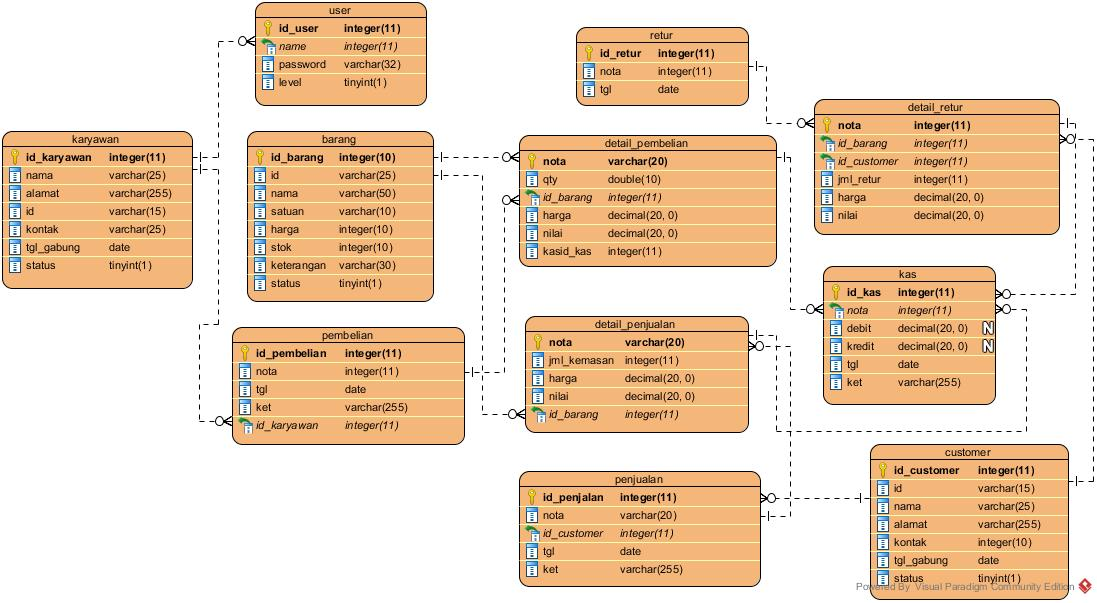 user
id_user integer(11)
name integer(11)
password varchar(32)
level tinyint(1)
karyawan
id_karyawan integer(11)
nama varchar(25)
alamat varchar(255)
id varchar(15)
kontak varchar(25)
tgl_gabung date
status tinyint(1)
barang
id_barang integer(10)
id varchar(25)
nama varchar(50)
satuan varchar(10)
harga integer(10)
stok integer(10)
keterangan varchar(30)
status tinyint(1)
pembelian
id_pembelian integer(11)
nota integer(11)
tgl date
ket varchar(255)
id_karyawan integer(11)
retur
id_retur integer(11)
nota integer(11)
tgl date
detail_pembelian
nota varchar(20)
qty double(10)
id_barang integer(11)
harga decimal(20, 0)
nilai decimal(20, 0)
kasid_kas integer(11)
detail_penjualan
nota varchar(20)
jml_kemasan integer(11)
harga decimal(20, 0)
nilai decimal(20, 0)
id_barang integer(11)
penjualan
id_penjalan integer(11)
nota varchar(20)
id_customer integer(11)
tgl date
ket varchar(255)
detail_retur
nota integer(11)
id_barang integer(11)
id_customer integer(11)
jml_retur integer(11)
harga decimal(20, 0)
nilai decimal(20, 0)
kas
id_kas integer(11)
nota integer(11)
debit decimal(20, 0) N
kredit decimal(20, 0) N
tgl date
ket varchar(255)
customer
id_customer integer(11)
id varchar(15)
nama varchar(25)
alamat varchar(255)
kontak integer(10)
tgl_gabung date
status tinyint(1)
Powered By Visual Paradigm Community Edition